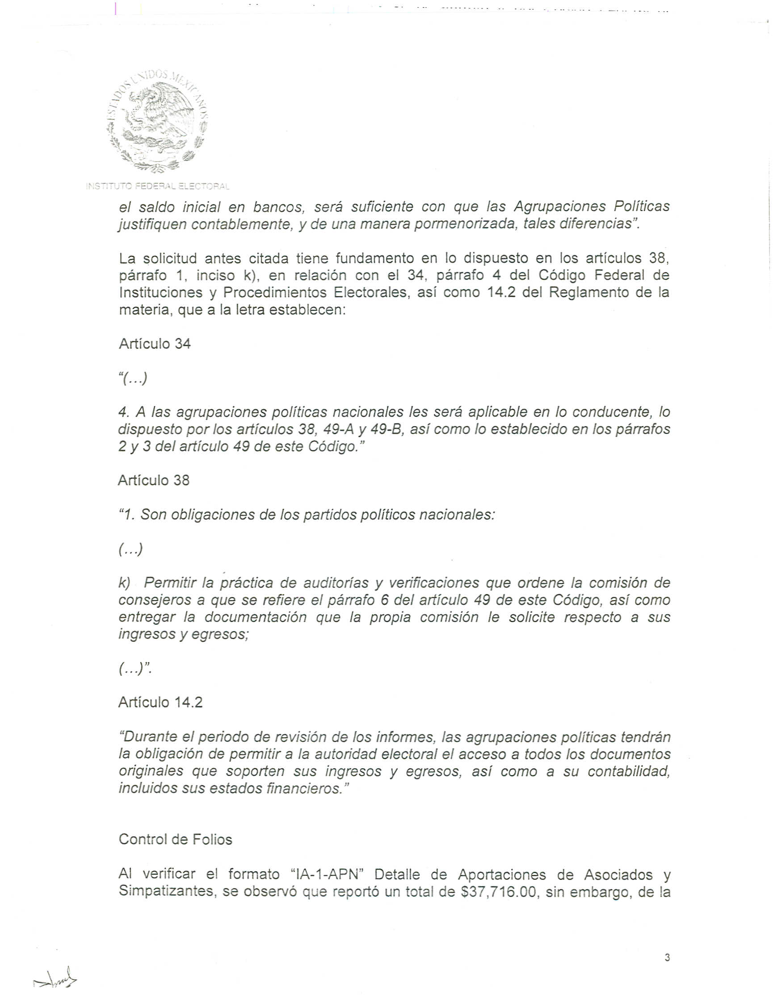 ESTADOS UNIDOS MEXICANOS
INSTITUTO FEDERAL ELECTORAL
el saldo inicial en bancos, será suficiente con que las Agrupaciones Políticas
justifiquen contablemente, y de una manera pormenorizada, tales diferencias”.
La solicitud antes citada tiene fundamento en lo dispuesto en los artículos 38,
párrafo 1, inciso k), en relación con el 34, párrafo 4 del Código Federal de
Instituciones y Procedimientos Electorales, así como 14.2 del Reglamento de la
materia, que a la letra establecen:
Artículo 34
“(...)
4. A las agrupaciones políticas nacionales les será aplicable en lo conducente, lo
dispuesto por los artículos 38, 49-A y 49-B, así como lo establecido en los párrafos
2 y 3 del artículo 49 de este Código.”
Artículo 38
“1. Son obligaciones de los partidos políticos nacionales:
(...)
k) Permitir la práctica de auditorías y verificaciones que ordene la comisión de
consejeros a que se refiere el párrafo 6 del artículo 49 de este Código, así como
entregar la documentación que la propia comisión le solicite respecto a sus
ingresos y egresos;
(...)”.
Artículo 14.2
“Durante el periodo de revisión de los informes, las agrupaciones políticas tendrán
la obligación de permitir a la autoridad electoral el acceso a todos los documentos
originales que soporten sus ingresos y egresos, así como a su contabilidad,
incluidos sus estados financieros.”
Control de Folios
Al verificar el formato “IA-1-APN” Detalle de Aportaciones de Asociados y
Simpatizantes, se observó que reportó un total de $37,716.00, sin embargo, de la
3